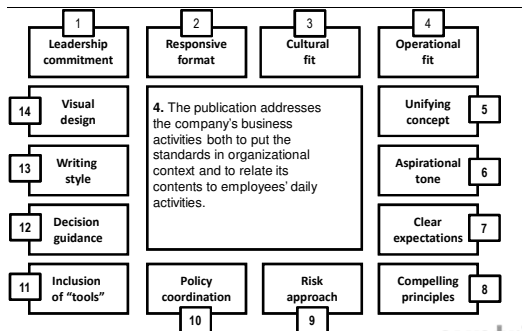 1
Leadership
commitment
2
Responsive
format
3
Cultural
fit
4
Operational
fit
14
Visual
design
4. The publication addresses
the company's business
activities both to put the
standards in organizational
context and to relate its
contents to employees' daily
activities.
Unifying
concept
5
13
Writing
style
Aspirational
tone
6
12
Decision
guidance
Clear
expectations
7
11
Inclusion
of "tools"
Policy
coordination
10
Risk
approach
9
Compelling
principles
8